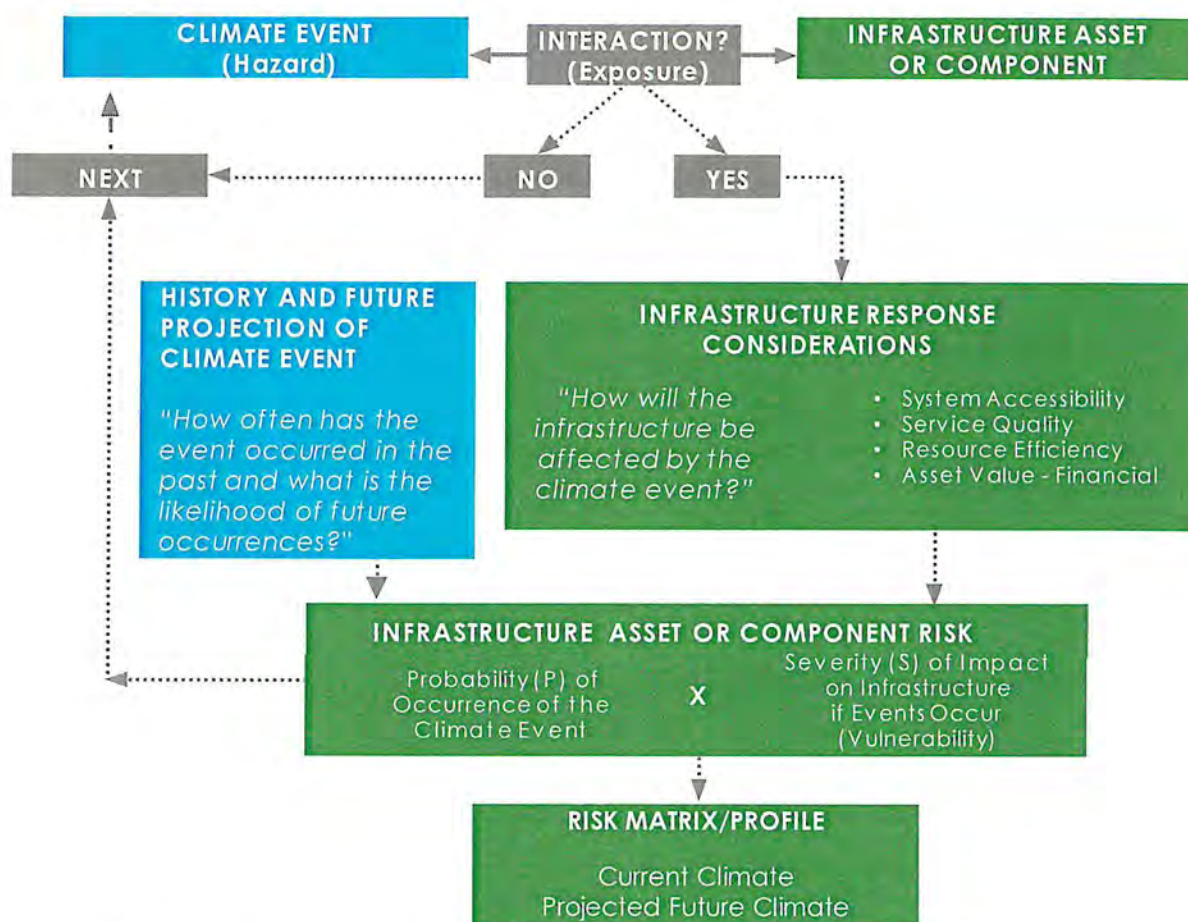 CLIMATE EVENT
(Hazard)
INTERACTION?
(Exposure)
INFRASTRUCTURE ASSET
OR COMPONENT
NEXT
NO
YES
HISTORY AND FUTURE
PROJECTION OF
CLIMATE EVENT
"How often has the
event occurred in the
past and what is the
likelihood of future
occurrences?"
INFRASTRUCTURE RESPONSE
CONSIDERATIONS
"How will the
infrastructure be
affected by the
climate event?"
• System Accessibility
• Service Quality
• Resource Efficiency
• Asset Value - Financial
INFRASTRUCTURE ASSET OR COMPONENT RISK
Probability (P) of
Occurrence of the
Climate Event
X
Severity (S) of Impact
on Infrastructure
if Events Occur
(Vulnerability)
RISK MATRIX/PROFILE
Current Climate
Projected Future Climate